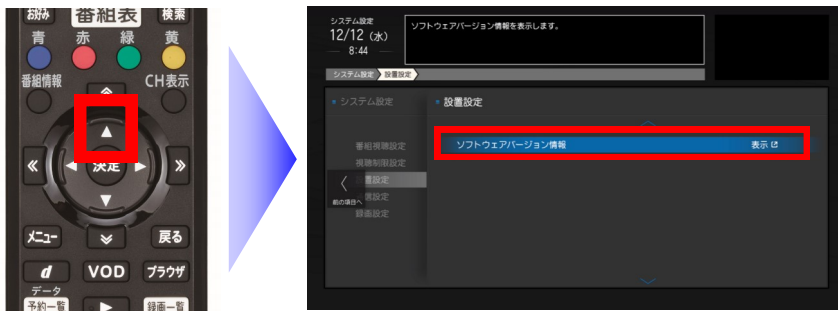 お好み
番組表
検索
青
赤
緑
黄
番組情報
CH表示
決定
メニュー
戻る
d
VOD
ブラウザ
データ
予約一覧
録画一覧
システム設定
12/12 (水)
8:44
ソフトウェアバージョン情報を表示します。
システム設定
設置設定
システム設定
設置設定
番組視聴設定
視聴制限設定
置設定
前の項目へ
録画設定
ソフトウェアバージョン情報
表示